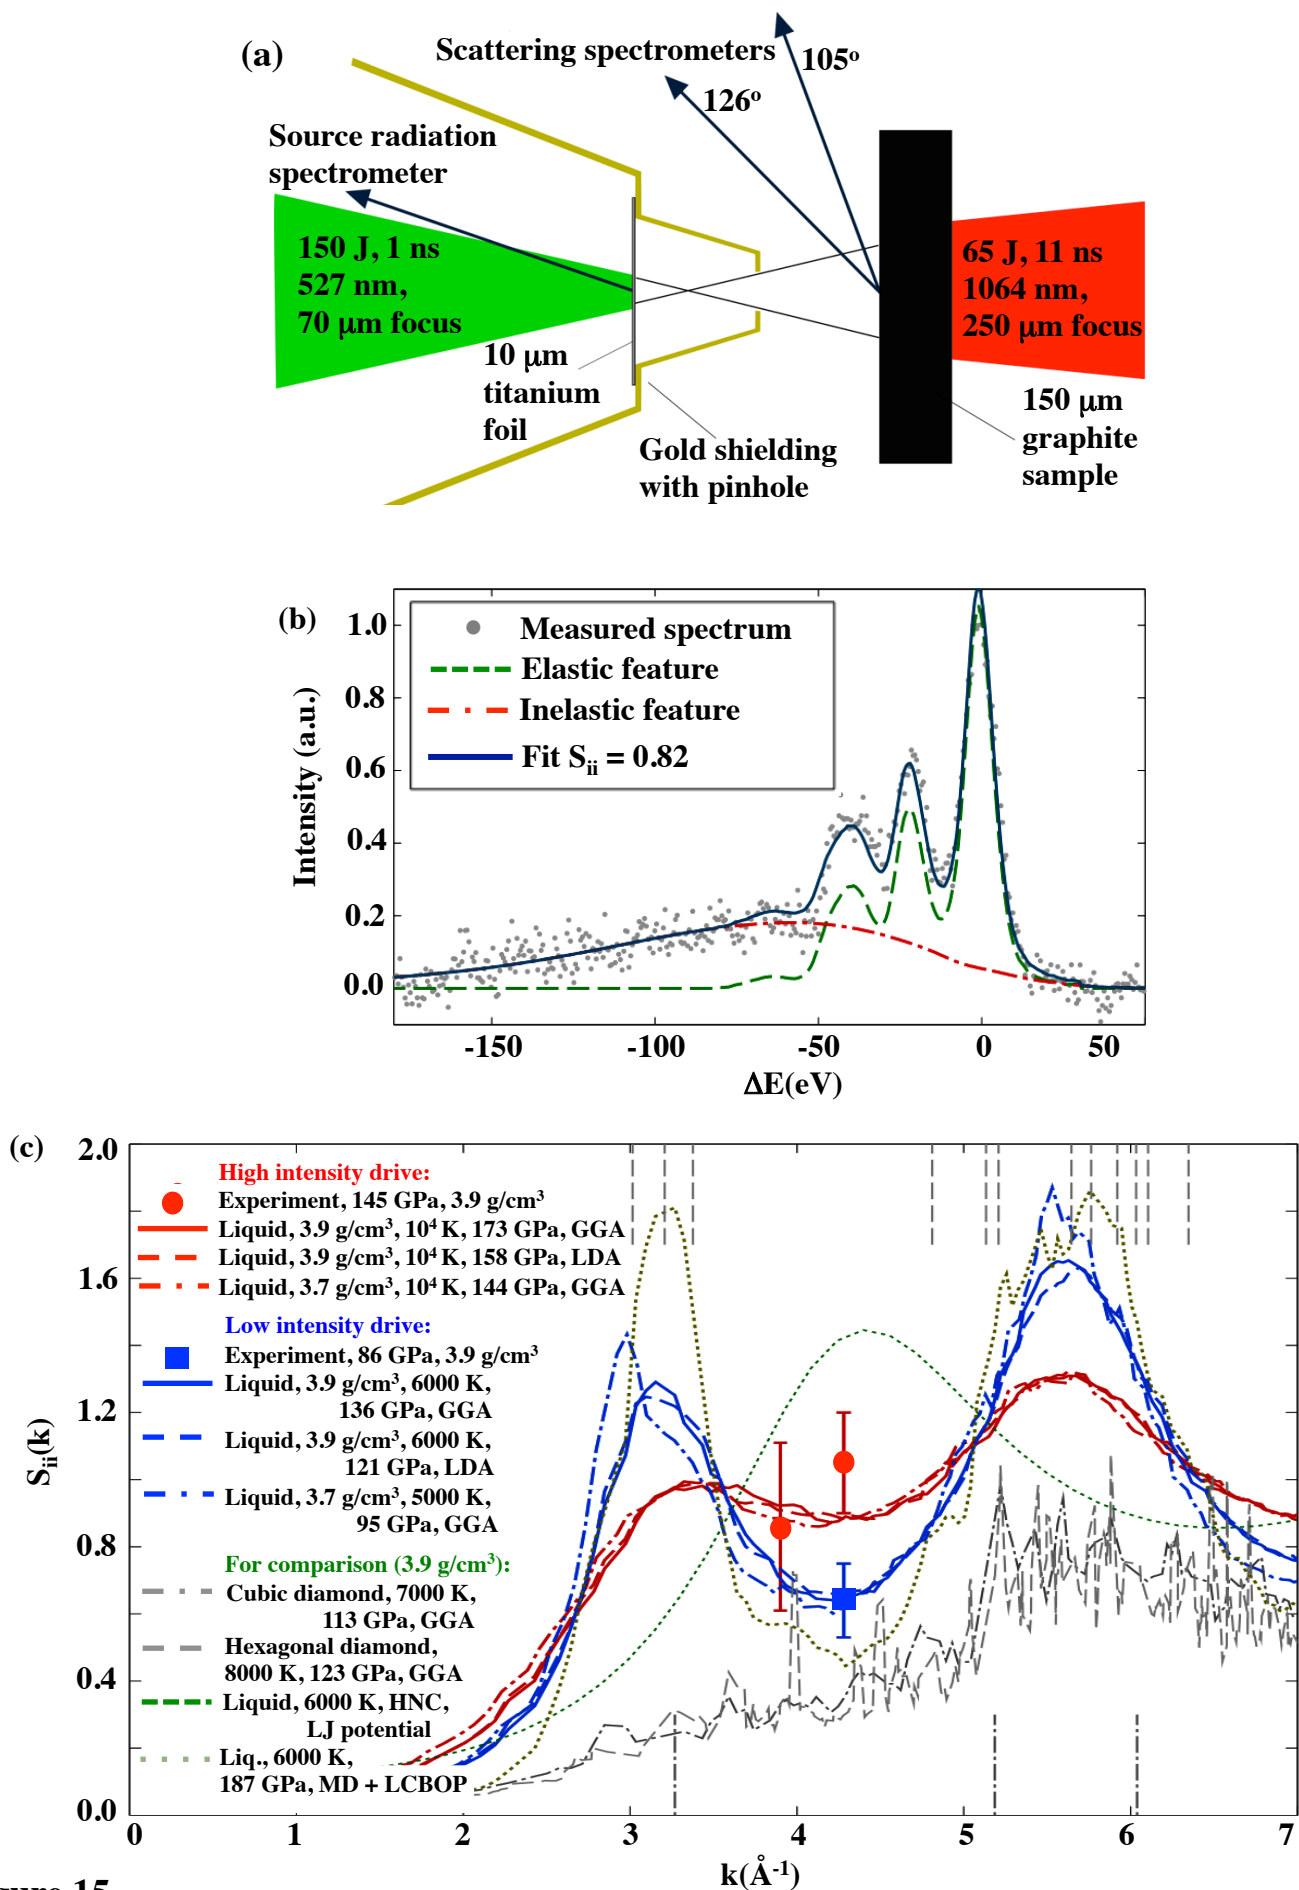 (a)
Scattering spectrometers
105°
126°
Source radiation
spectrometer
150 J, 1 ns
527 nm,
70 μm focus
65 J, 11 ns
1064 nm,
250 μm focus
10 μm
titanium
foil
Gold shielding
with pinhole
150 μm
graphite
sample
(b)
Measured spectrum
Elastic feature
Inelastic feature
Fit Sii = 0.82
Intensity (a.u.)
1.0
0.8
0.6
0.4
0.2
0.0
-150
-100
-50
0
50
ΔE(eV)
(c)
High intensity drive:
Experiment, 145 GPa, 3.9 g/cm³
Liquid, 3.9 g/cm³, 10⁴ K, 173 GPa, GGA
Liquid, 3.9 g/cm³, 10⁴ K, 158 GPa, LDA
Liquid, 3.7 g/cm³, 10⁴ K, 144 GPa, GGA
Low intensity drive:
Experiment, 86 GPa, 3.9 g/cm³
Liquid, 3.9 g/cm³, 6000 K,
136 GPa, GGA
Liquid, 3.9 g/cm³, 6000 K,
121 GPa, LDA
Liquid, 3.7 g/cm³, 5000 K,
95 GPa, GGA
For comparison (3.9 g/cm³):
Cubic diamond, 7000 K,
113 GPa, GGA
Hexagonal diamond,
8000 K, 123 GPa, GGA
Liquid, 6000 K, HNC,
LJ potential
Liq., 6000 K,
187 GPa, MD + LCBOP
Sii(k)
2.0
1.6
1.2
0.8
0.4
0.0
0
1
2
3
4
5
6
7
k(Å⁻¹)